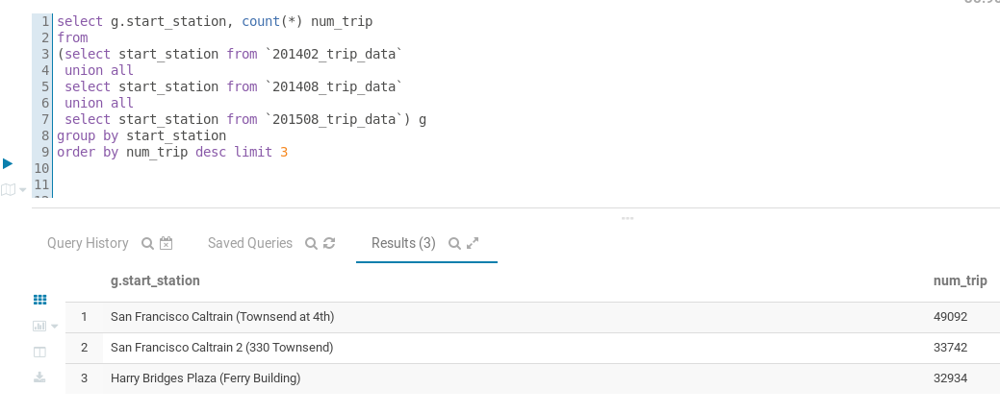 1 select g.start_station, count(*) num_trip
2 from
3 (select start_station from `201402_trip_data`
4  union all
5  select start_station from `201408_trip_data`
6  union all
7  select start_station from `201508_trip_data`) g
8 group by start_station
9 order by num_trip desc limit 3
10
11
Query History Saved Queries Results (3)
g.start_station num_trip
1 San Francisco Caltrain (Townsend at 4th) 49092
2 San Francisco Caltrain 2 (330 Townsend) 33742
3 Harry Bridges Plaza (Ferry Building) 32934